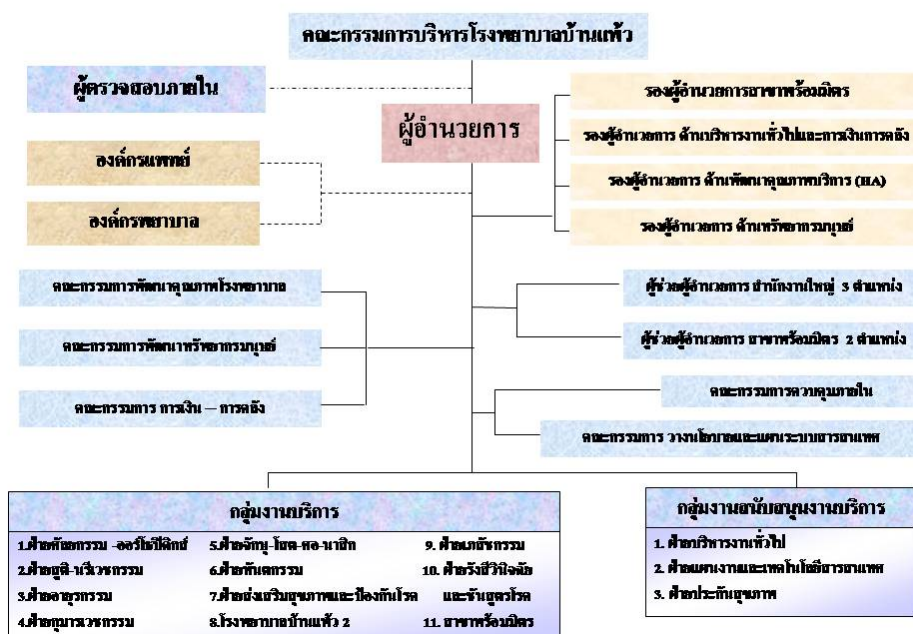 คณะกรรมการบริหารโรงพยาบาลบ้านแพ้ว
ผู้ตรวจสอบภายใน
ผู้อำนวยการ
องค์กรแพทย์
องค์กรพยาบาล
รองผู้อำนวยการสาขาพร้อมมิตร
รองผู้อำนวยการ ด้านบริหารงานทั่วไปและการเงินการคลัง
รองผู้อำนวยการ ด้านพัฒนาคุณภาพบริการ (HA)
รองผู้อำนวยการ ด้านทรัพยากรมนุษย์
คณะกรรมการพัฒนาคุณภาพโรงพยาบาล
คณะกรรมการพัฒนาทรัพยากรมนุษย์
คณะกรรมการ การเงิน – การคลัง
ผู้ช่วยผู้อำนวยการ สำนักงานใหญ่ 3 ตำแหน่ง
ผู้ช่วยผู้อำนวยการ สาขาพร้อมมิตร 2 ตำแหน่ง
คณะกรรมการควบคุมภายใน
คณะกรรมการ วางนโยบายและแผนระบบสารสนเทศ
กลุ่มงานบริการ
1.ฝ่ายศัลยกรรม -ออร์โธปิดิกส์
2.ฝ่ายสูติ-นรีเวชกรรม
3.ฝ่ายอายุรกรรม
4.ฝ่ายกุมารเวชกรรม
5.ฝ่ายจักษุ-โสต-ศอ-นาสิก
6.ฝ่ายทันตกรรม
7.ฝ่ายส่งเสริมสุขภาพและป้องกันโรค
8.โรงพยาบาลบ้านแพ้ว 2
9. ฝ่ายเภสัชกรรม
10. ฝ่ายรังสีวินิจฉัย
และชันสูตรโรค
11. สาขาพร้อมมิตร
กลุ่มงานสนับสนุนงานบริการ
1. ฝ่ายบริหารงานทั่วไป
2. ฝ่ายแผนงานและเทคโนโลยีสารสนเทศ
3. ฝ่ายประกันสุขภาพ